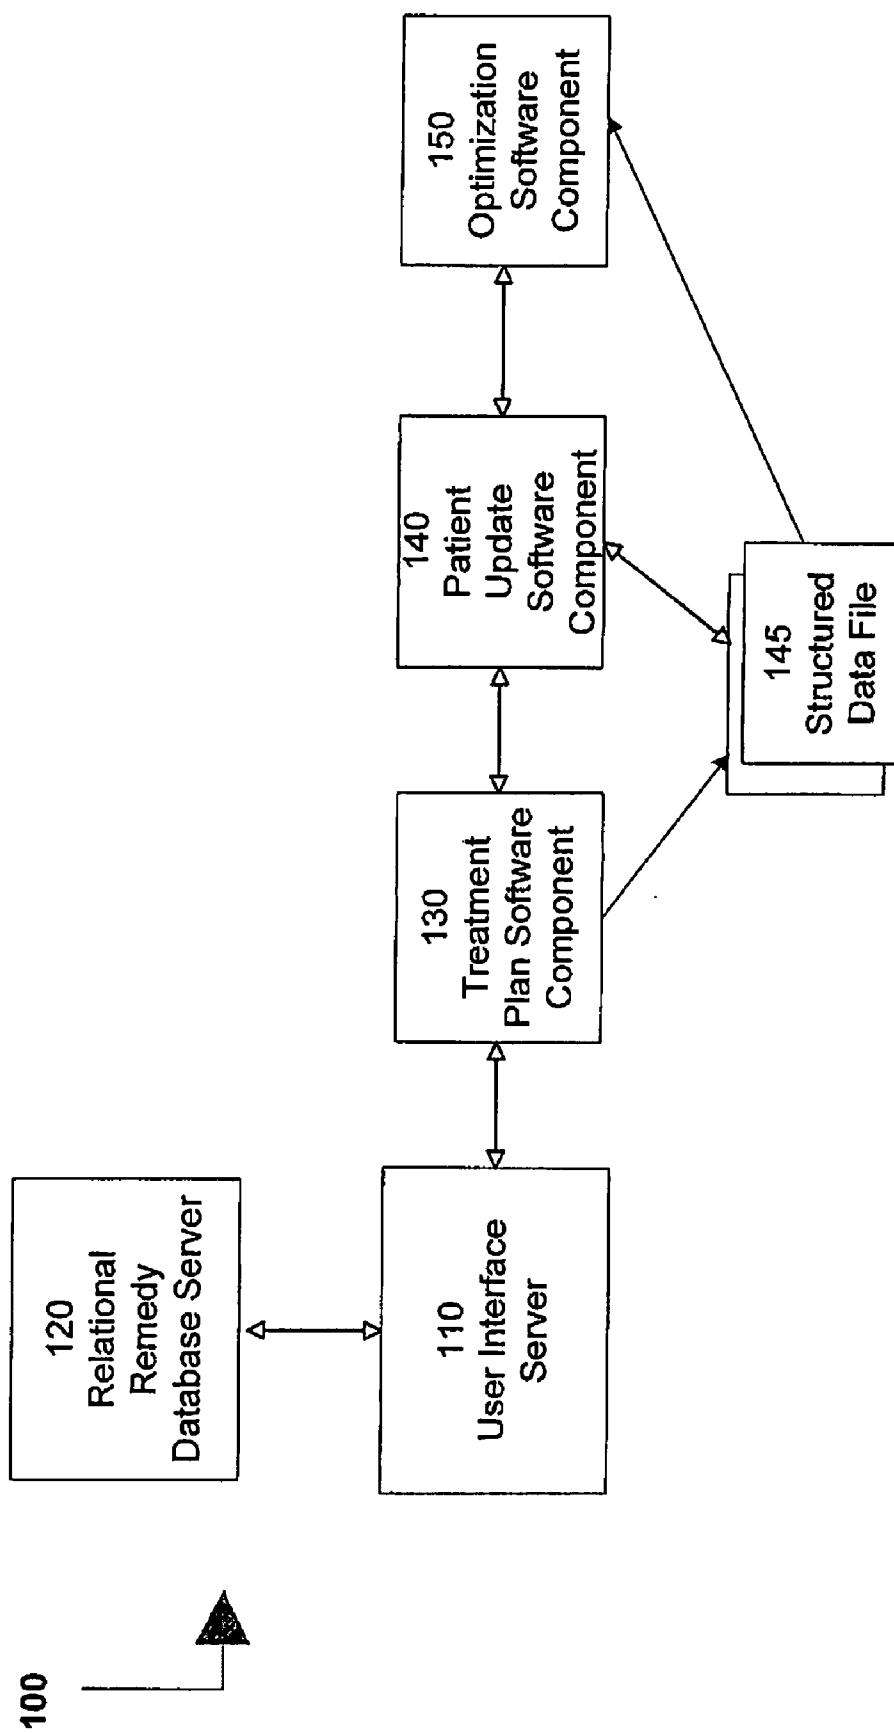 100
120
Relational
Remedy
Database Server
110
User Interface
Server
130
Treatment
Plan Software
Component
140
Patient
Update
Software
Component
150
Optimization
Software
Component
145
Structured
Data File